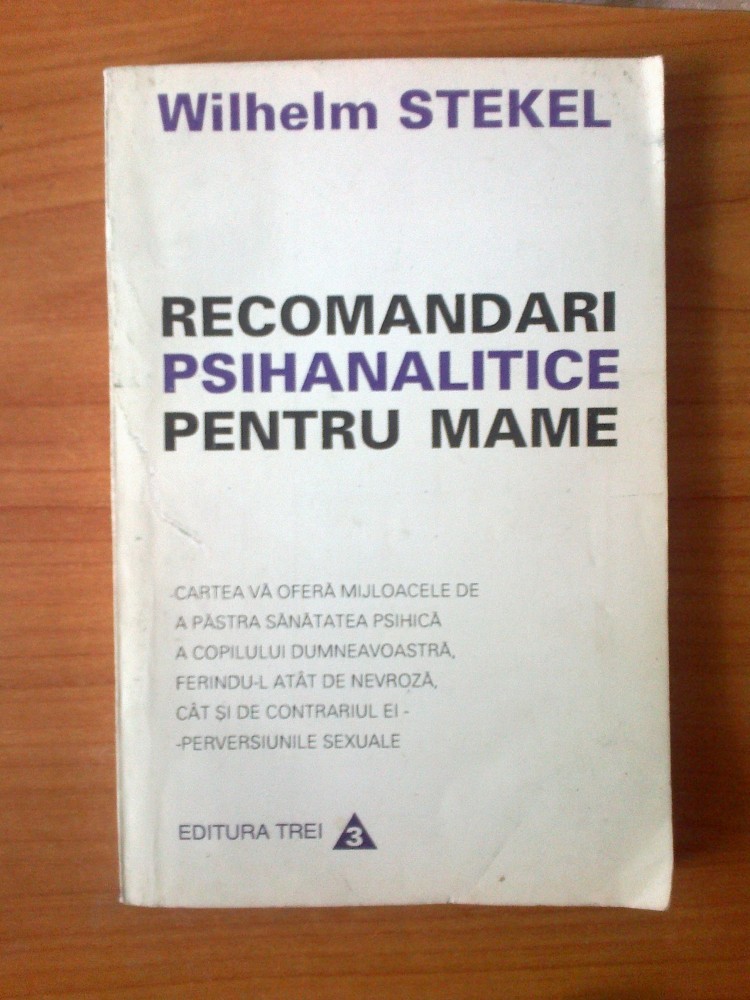 Wilhelm STEKEL
RECOMANDARI
PSIHANALITICE
PENTRU MAME
-CARTEA VĂ OFERĂ MIJLOACELE DE
A PĂSTRA SĂNĂTATEA PSIHICĂ
A COPILULUI DUMNEAVOASTRĂ,
FERINDU-L ATÂT DE NEVROZĂ,
CÂT ȘI DE CONTRARIUL EI -
-PERVERSIUNILE SEXUALE
EDITURA TREI 3